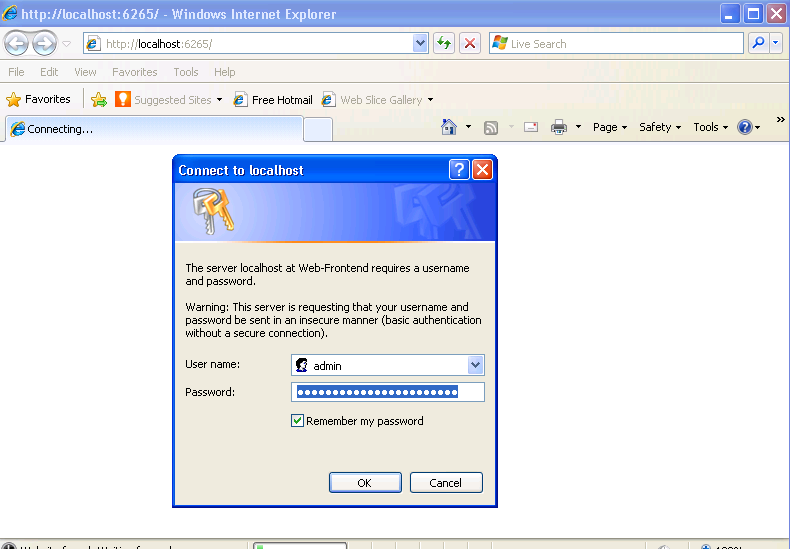 http://localhost:6265/ - Windows Internet Explorer
http://localhost:6265/
Live Search
File Edit View Favorites Tools Help
Favorites Suggested Sites Free Hotmail Web Slice Gallery
Connecting... Page Safety Tools
Connect to localhost
The server localhost at Web-Frontend requires a username
and password.
Warning: This server is requesting that your username and
password be sent in an insecure manner (basic authentication
without a secure connection).
User name: admin
Password: ●●●●●●●●●●●●●●●●●●●●●●●
Remember my password
OK Cancel